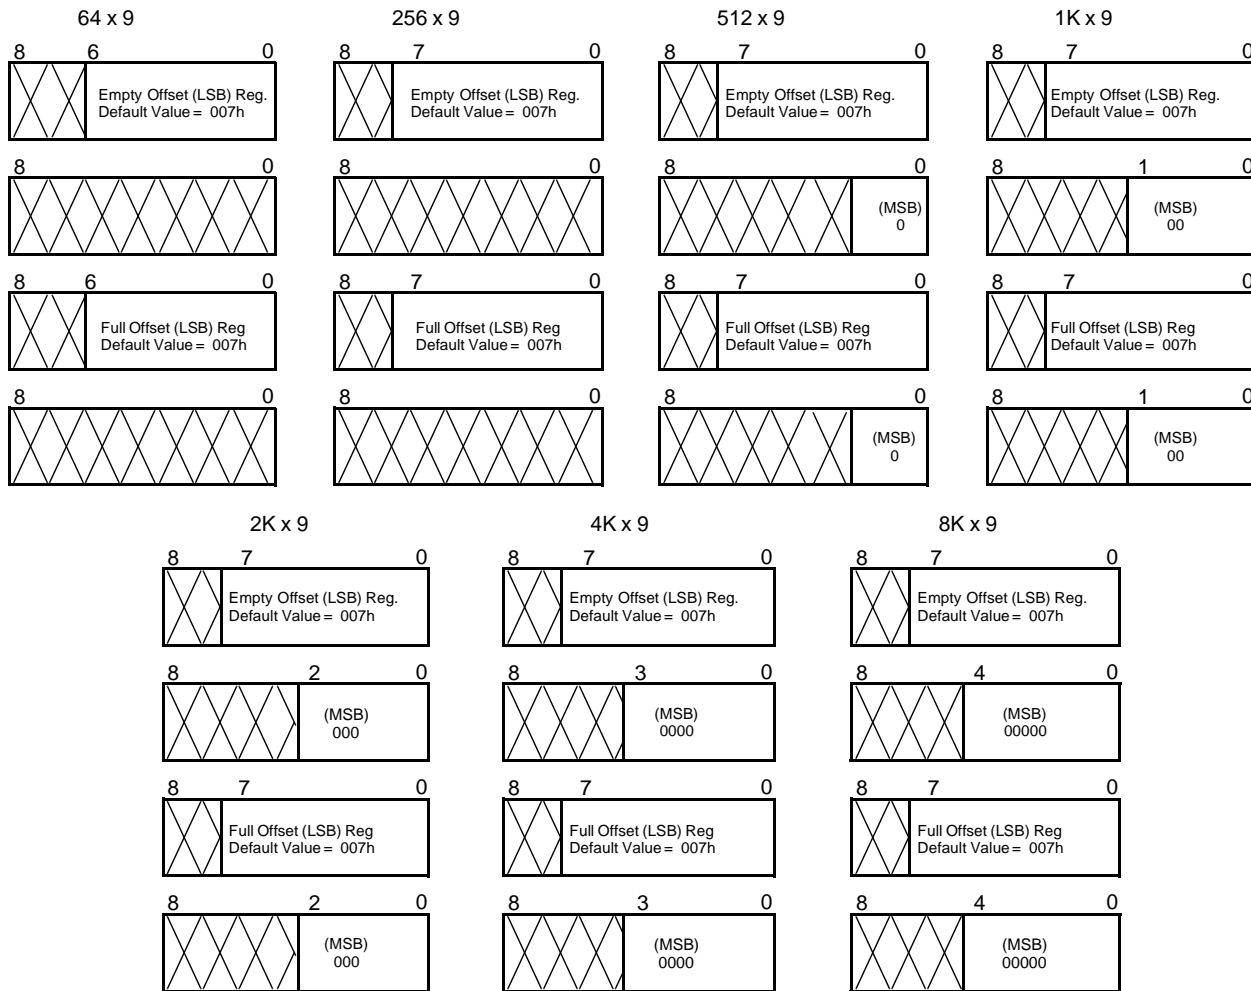 64 x 9 256 x 9 512 x 9 1K x 9
8 6 0 8 7 0 8 7 0 8 7 0
Empty Offset (LSB) Reg. Empty Offset (LSB) Reg. Empty Offset (LSB) Reg. Empty Offset (LSB) Reg.
Default Value = 007h Default Value = 007h Default Value = 007h Default Value = 007h
8 0 8 0 8 0 8 1 0
(MSB) (MSB)
0 00
8 6 0 8 7 0 8 7 0 8 7 0
Full Offset (LSB) Reg Full Offset (LSB) Reg Full Offset (LSB) Reg Full Offset (LSB) Reg
Default Value = 007h Default Value = 007h Default Value = 007h Default Value = 007h
8 0 8 0 8 0 8 1 0
(MSB) (MSB)
0 00
2K x 9 4K x 9 8K x 9
8 7 0 8 7 0 8 7 0
Empty Offset (LSB) Reg. Empty Offset (LSB) Reg. Empty Offset (LSB) Reg.
Default Value = 007h Default Value = 007h Default Value = 007h
8 2 0 8 3 0 8 4 0
(MSB) (MSB) (MSB)
000 0000 00000
8 7 0 8 7 0 8 7 0
Full Offset (LSB) Reg Full Offset (LSB) Reg Full Offset (LSB) Reg
Default Value = 007h Default Value = 007h Default Value = 007h
8 2 0 8 3 0 8 4 0
(MSB) (MSB) (MSB)
000 0000 00000